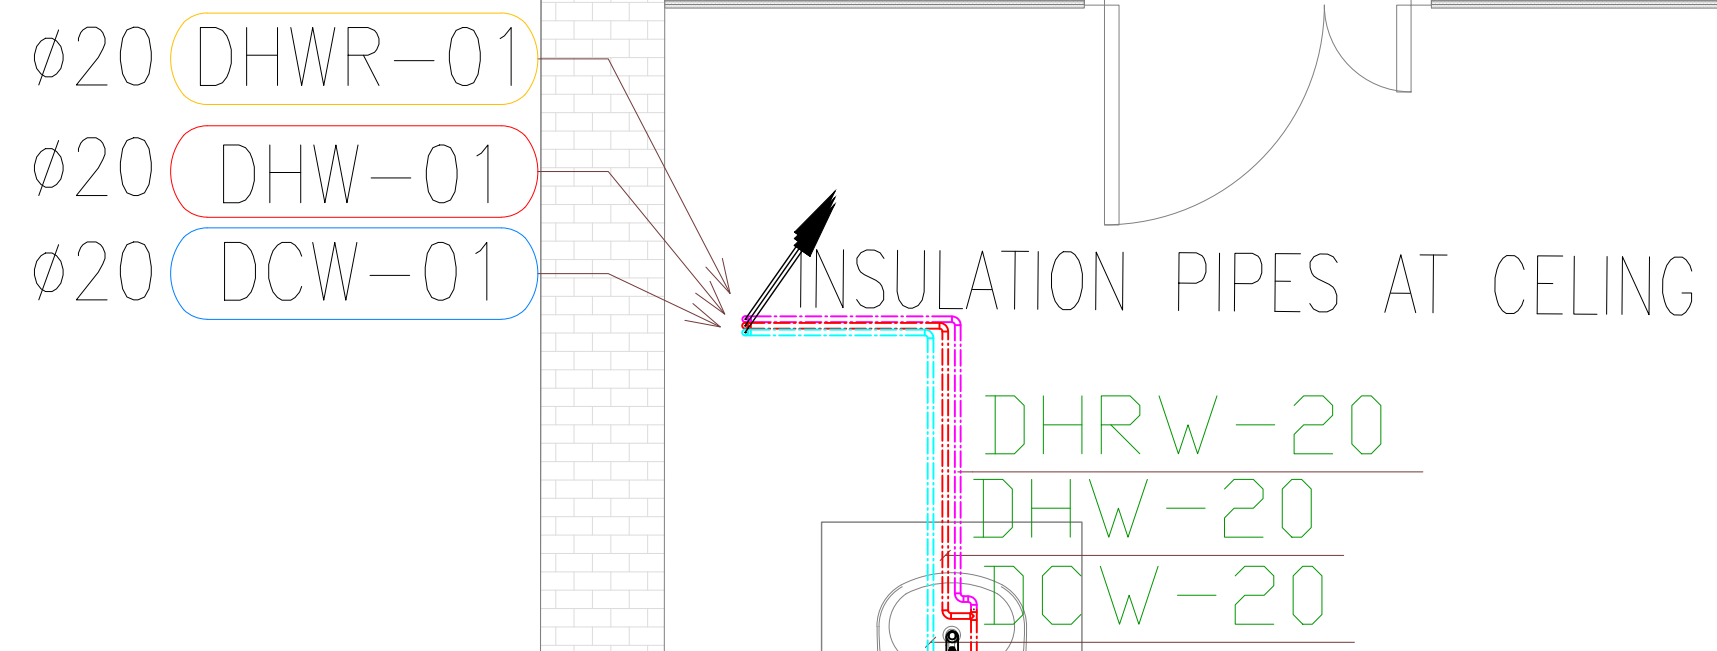 ø20 DHWR-01
ø20 DHW-01
ø20 DCW-01
INSULATION PIPES AT CELING
DHRW-20
DHW-20
DCW-20